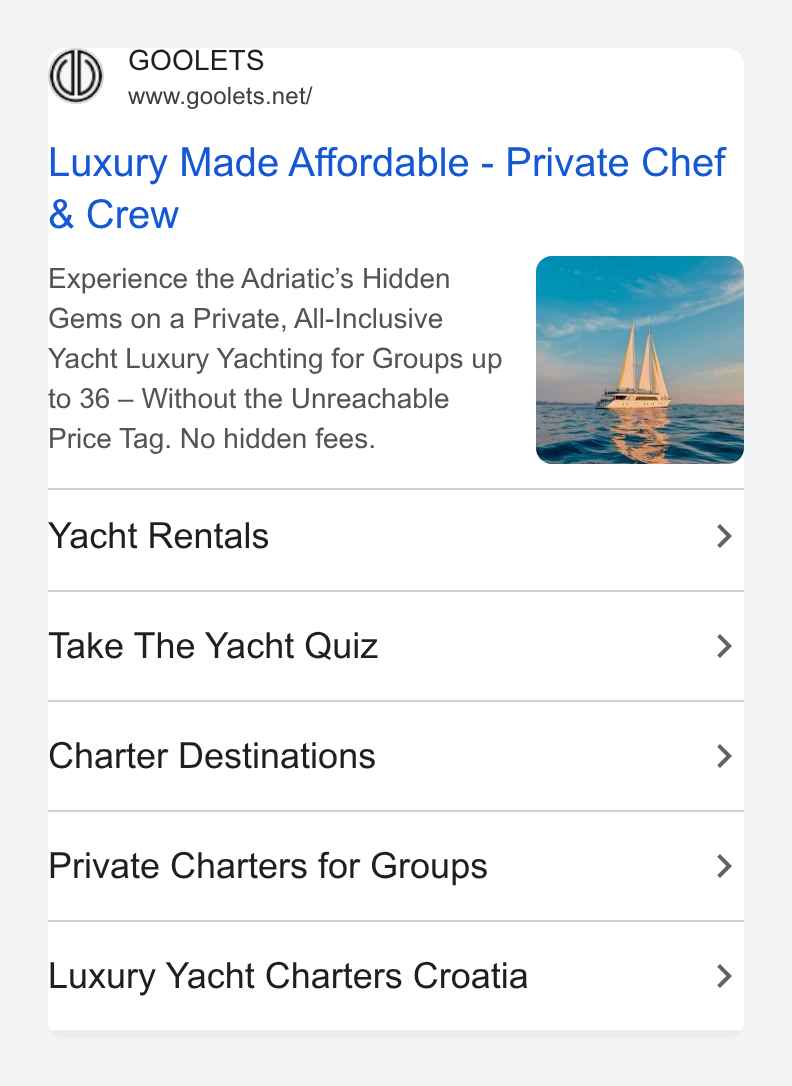 GOOLETS
www.goolets.net/
Luxury Made Affordable - Private Chef
& Crew
Experience the Adriatic’s Hidden
Gems on a Private, All-Inclusive
Yacht Luxury Yachting for Groups up
to 36 – Without the Unreachable
Price Tag. No hidden fees.
Yacht Rentals
Take The Yacht Quiz
Charter Destinations
Private Charters for Groups
Luxury Yacht Charters Croatia